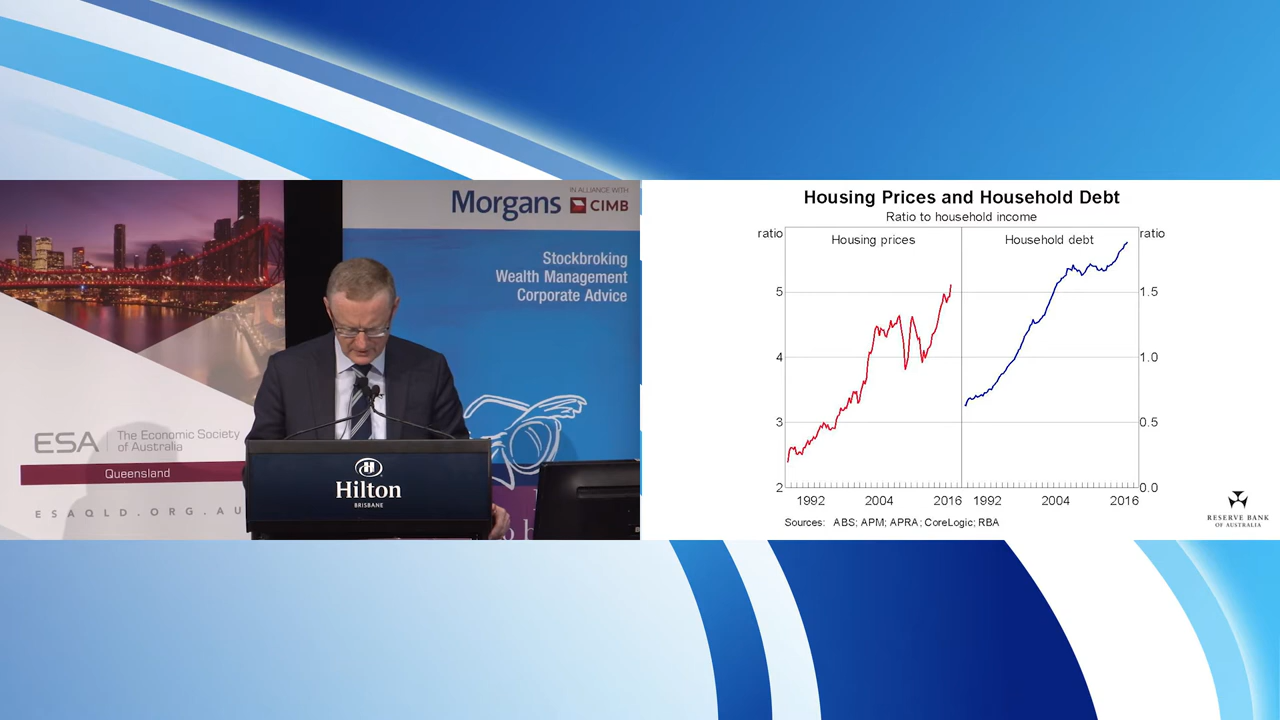 Morgans
IN ALLIANCE WITH
CIMB
Stockbroking
Wealth Management
Corporate Advice
ESA
The Economic Society
of Australia
Queensland
ESAQLD.ORG.AU
Hilton
BRISBANE
Housing Prices and Household Debt
Ratio to household income
ratio
Housing prices
Household debt
ratio
5
4
3
2
1.5
1.0
0.5
0.0
1992
2004
2016
1992
2004
2016
Sources: ABS; APM; APRA; CoreLogic; RBA
RESERVE BANK
OF AUSTRALIA